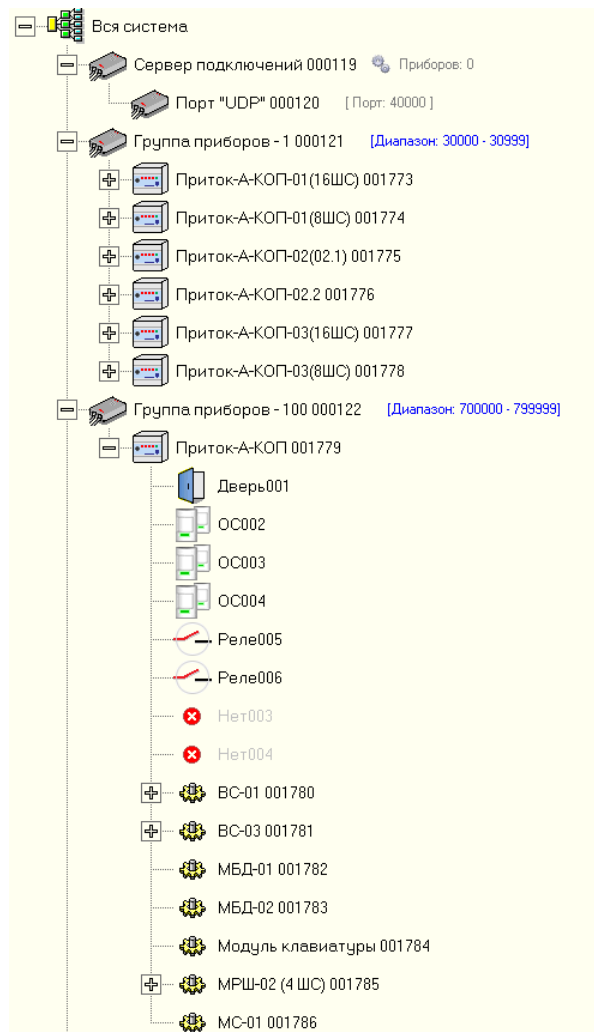 Вся система
Сервер подключений 000119 Приборов: 0
Порт "UDP" 000120 [Порт: 40000 ]
Группа приборов - 1 000121 [Диапазон: 30000 - 30999]
Приток-А-КОП-01(16ШС) 001773
Приток-А-КОП-01(8ШС) 001774
Приток-А-КОП-02(02.1) 001775
Приток-А-КОП-02.2 001776
Приток-А-КОП-03(16ШС) 001777
Приток-А-КОП-03(8ШС) 001778
Группа приборов - 100 000122 [Диапазон: 700000 - 799999]
Приток-А-КОП 001779
Дверь001
ОС002
ОС003
ОС004
Реле005
Реле006
Нет003
Нет004
ВС-01 001780
ВС-03 001781
МБД-01 001782
МБД-02 001783
Модуль клавиатуры 001784
МРШ-02 (4 ШС) 001785
МС-01 001786